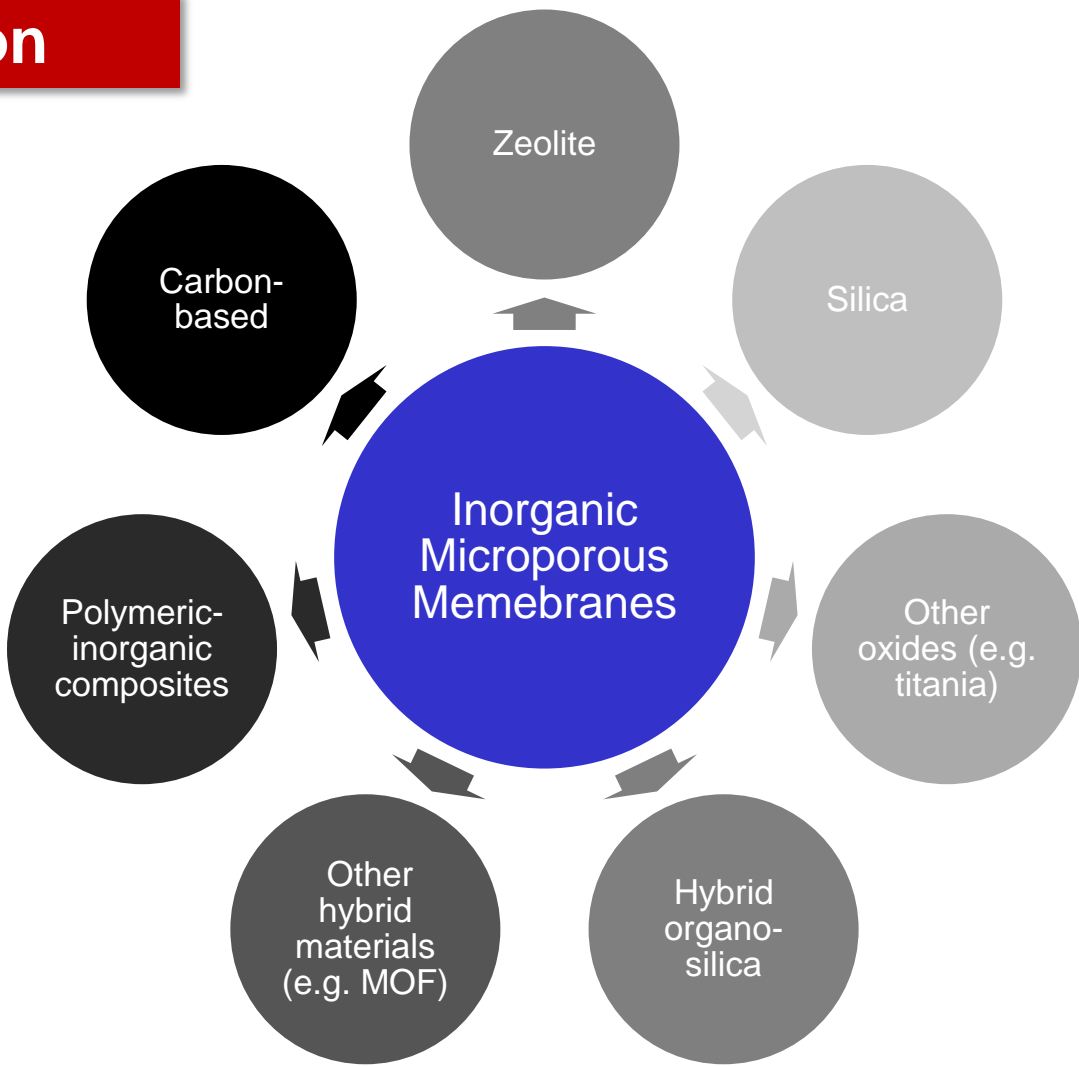 on
Zeolite
Carbon-
based
Silica
Inorganic
Microporous
Memebranes
Polymeric-
inorganic
composites
Other
oxides (e.g.
titania)
Other
hybrid
materials
(e.g. MOF)
Hybrid
organo-
silica